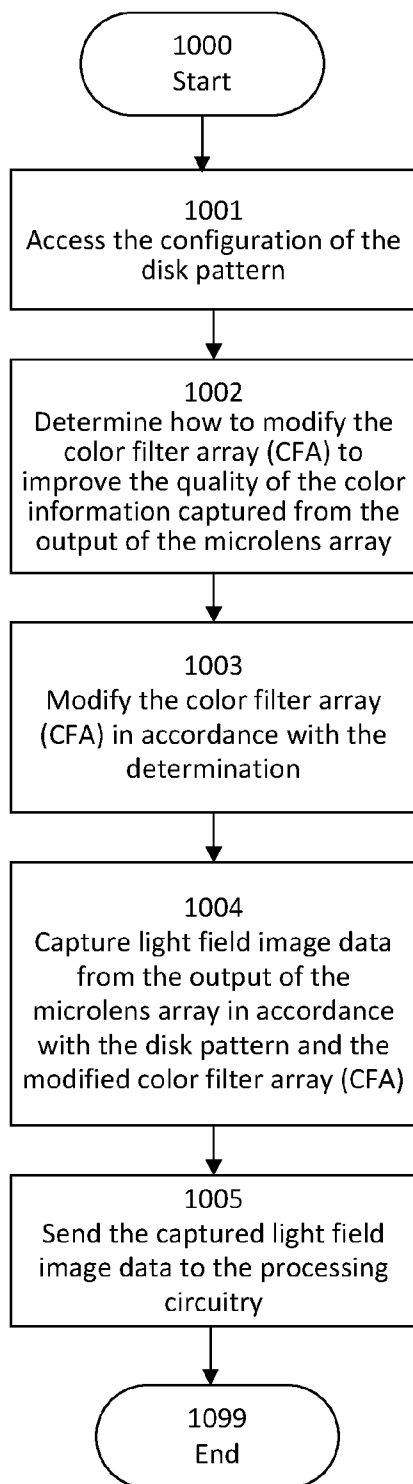 1000
Start
1001
Access the configuration of the
disk pattern
1002
Determine how to modify the
color filter array (CFA) to
improve the quality of the color
information captured from the
output of the microlens array
1003
Modify the color filter array
(CFA) in accordance with the
determination
1004
Capture light field image data
from the output of the
microlens array in accordance
with the disk pattern and the
modified color filter array (CFA)
1005
Send the captured light field
image data to the processing
circuitry
1099
End